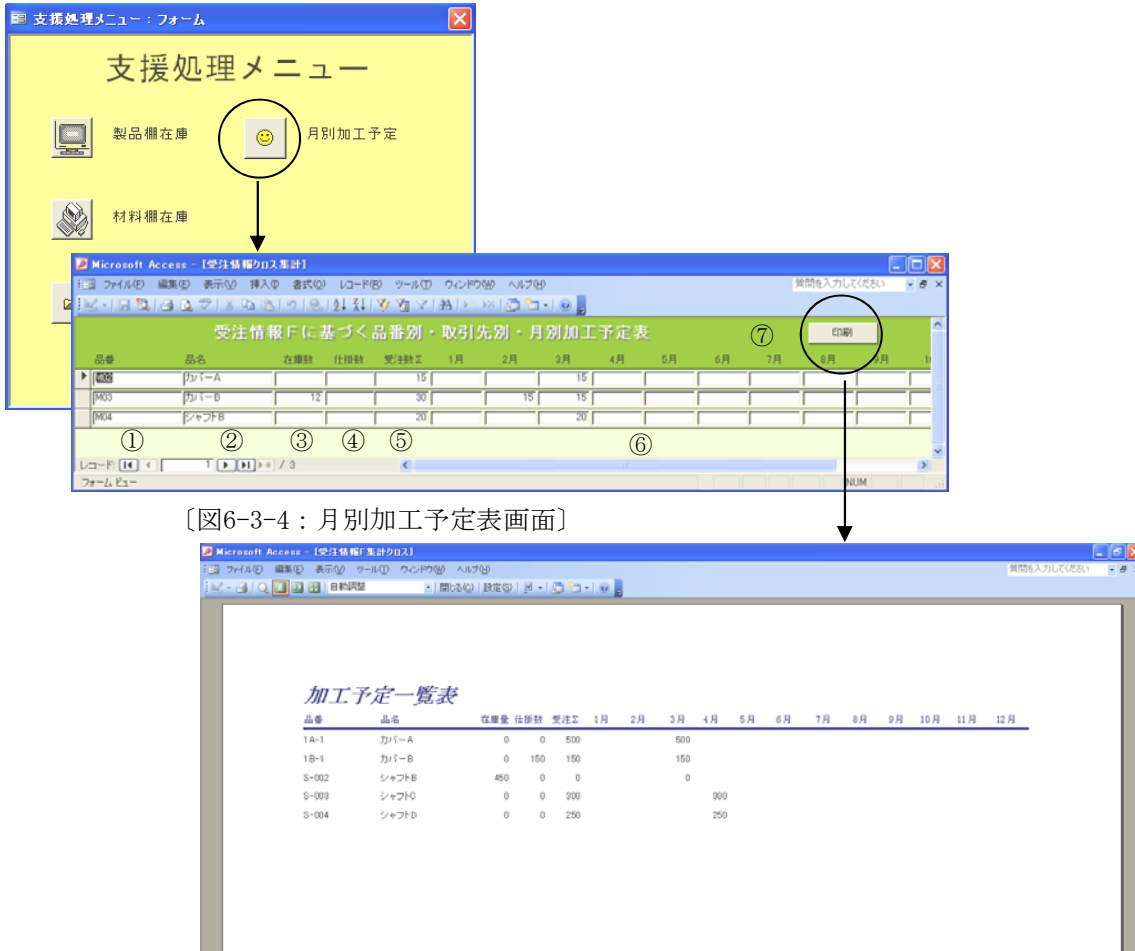 支援処理メニュー：フォーム
支援処理メニュー
製品棚在庫
月別加工予定
材料棚在庫
Microsoft Access - [受注情報クロス集計]
ファイル(F) 編集(E) 表示(V) 挿入(I) 書式(O) レコード(R) ツール(T) ウィンドウ(W) ヘルプ(H) 質問を入力してください
受注情報Ｆに基づく品番別・取引先別・月別加工予定表 ⑦ 印刷
品番 品名 在庫数 仕掛数 受注数Σ 1月 2月 3月 4月 5月 6月 7月 8月 9月
M02 カバーA 15 15
M03 カバーB 12 30 15 15
M04 シャフトB 20 20
① ② ③ ④ ⑤ ⑥
レコード: 1 / 3
フォーム ビュー NUM
〔図6-3-4：月別加工予定表画面〕
Microsoft Access - [受注情報F集計クロス]
ファイル(F) 編集(E) 表示(V) ツール(T) ウィンドウ(W) ヘルプ(H) 質問を入力してください
自動調整 閉じる(C) 設定(S)
加工予定一覧表
品番 品名 在庫量 仕掛数 受注Σ 1月 2月 3月 4月 5月 6月 7月 8月 9月 10月 11月 12月
1A-1 カバーA 0 0 500 500
1B-1 カバーB 0 150 150 150
S-002 シャフトB 450 0 0 0
S-003 シャフトC 0 0 300 300
S-004 シャフトD 0 0 250 250